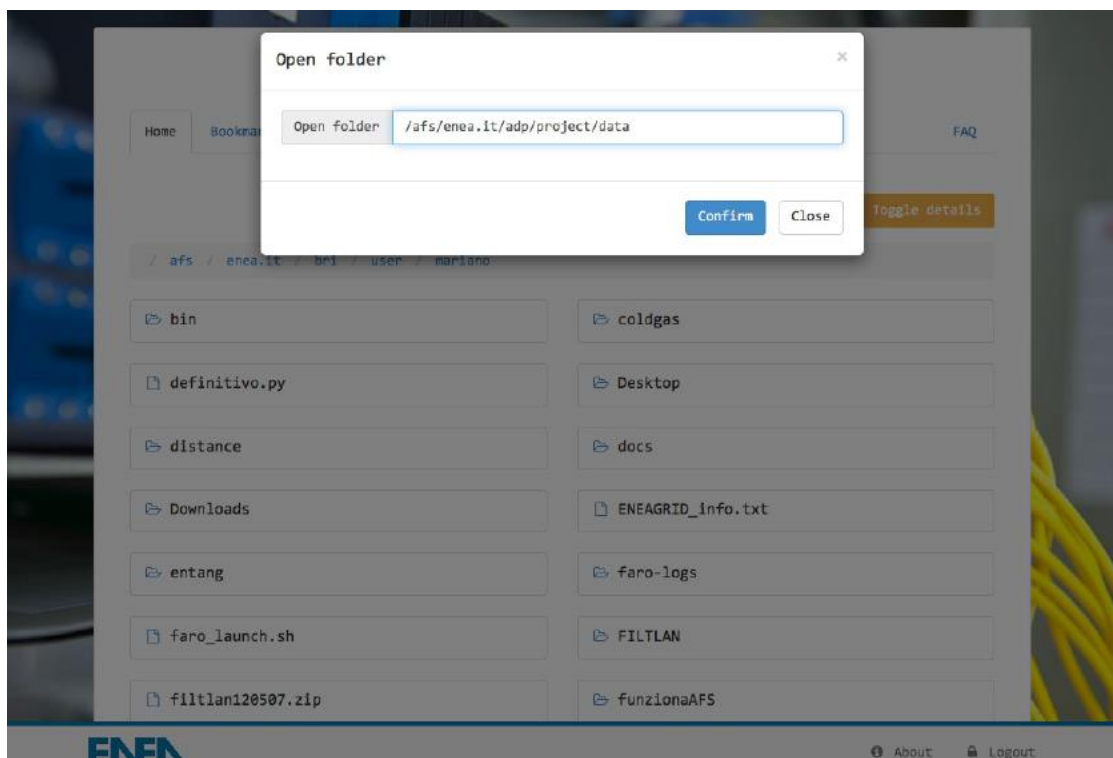 Open folder ×
Open folder /afs/enea.it/adp/project/data
Home Bookmar FAQ
Confirm Close Toggle details
/ afs / enea.it / bri / user / mariano
bin coldgas
definitivo.py Desktop
distance docs
Downloads ENEAGRID_info.txt
entang faro-logs
faro_launch.sh FILTLAN
filtlan120507.zip funzionaAFS
ENEA
About Logout